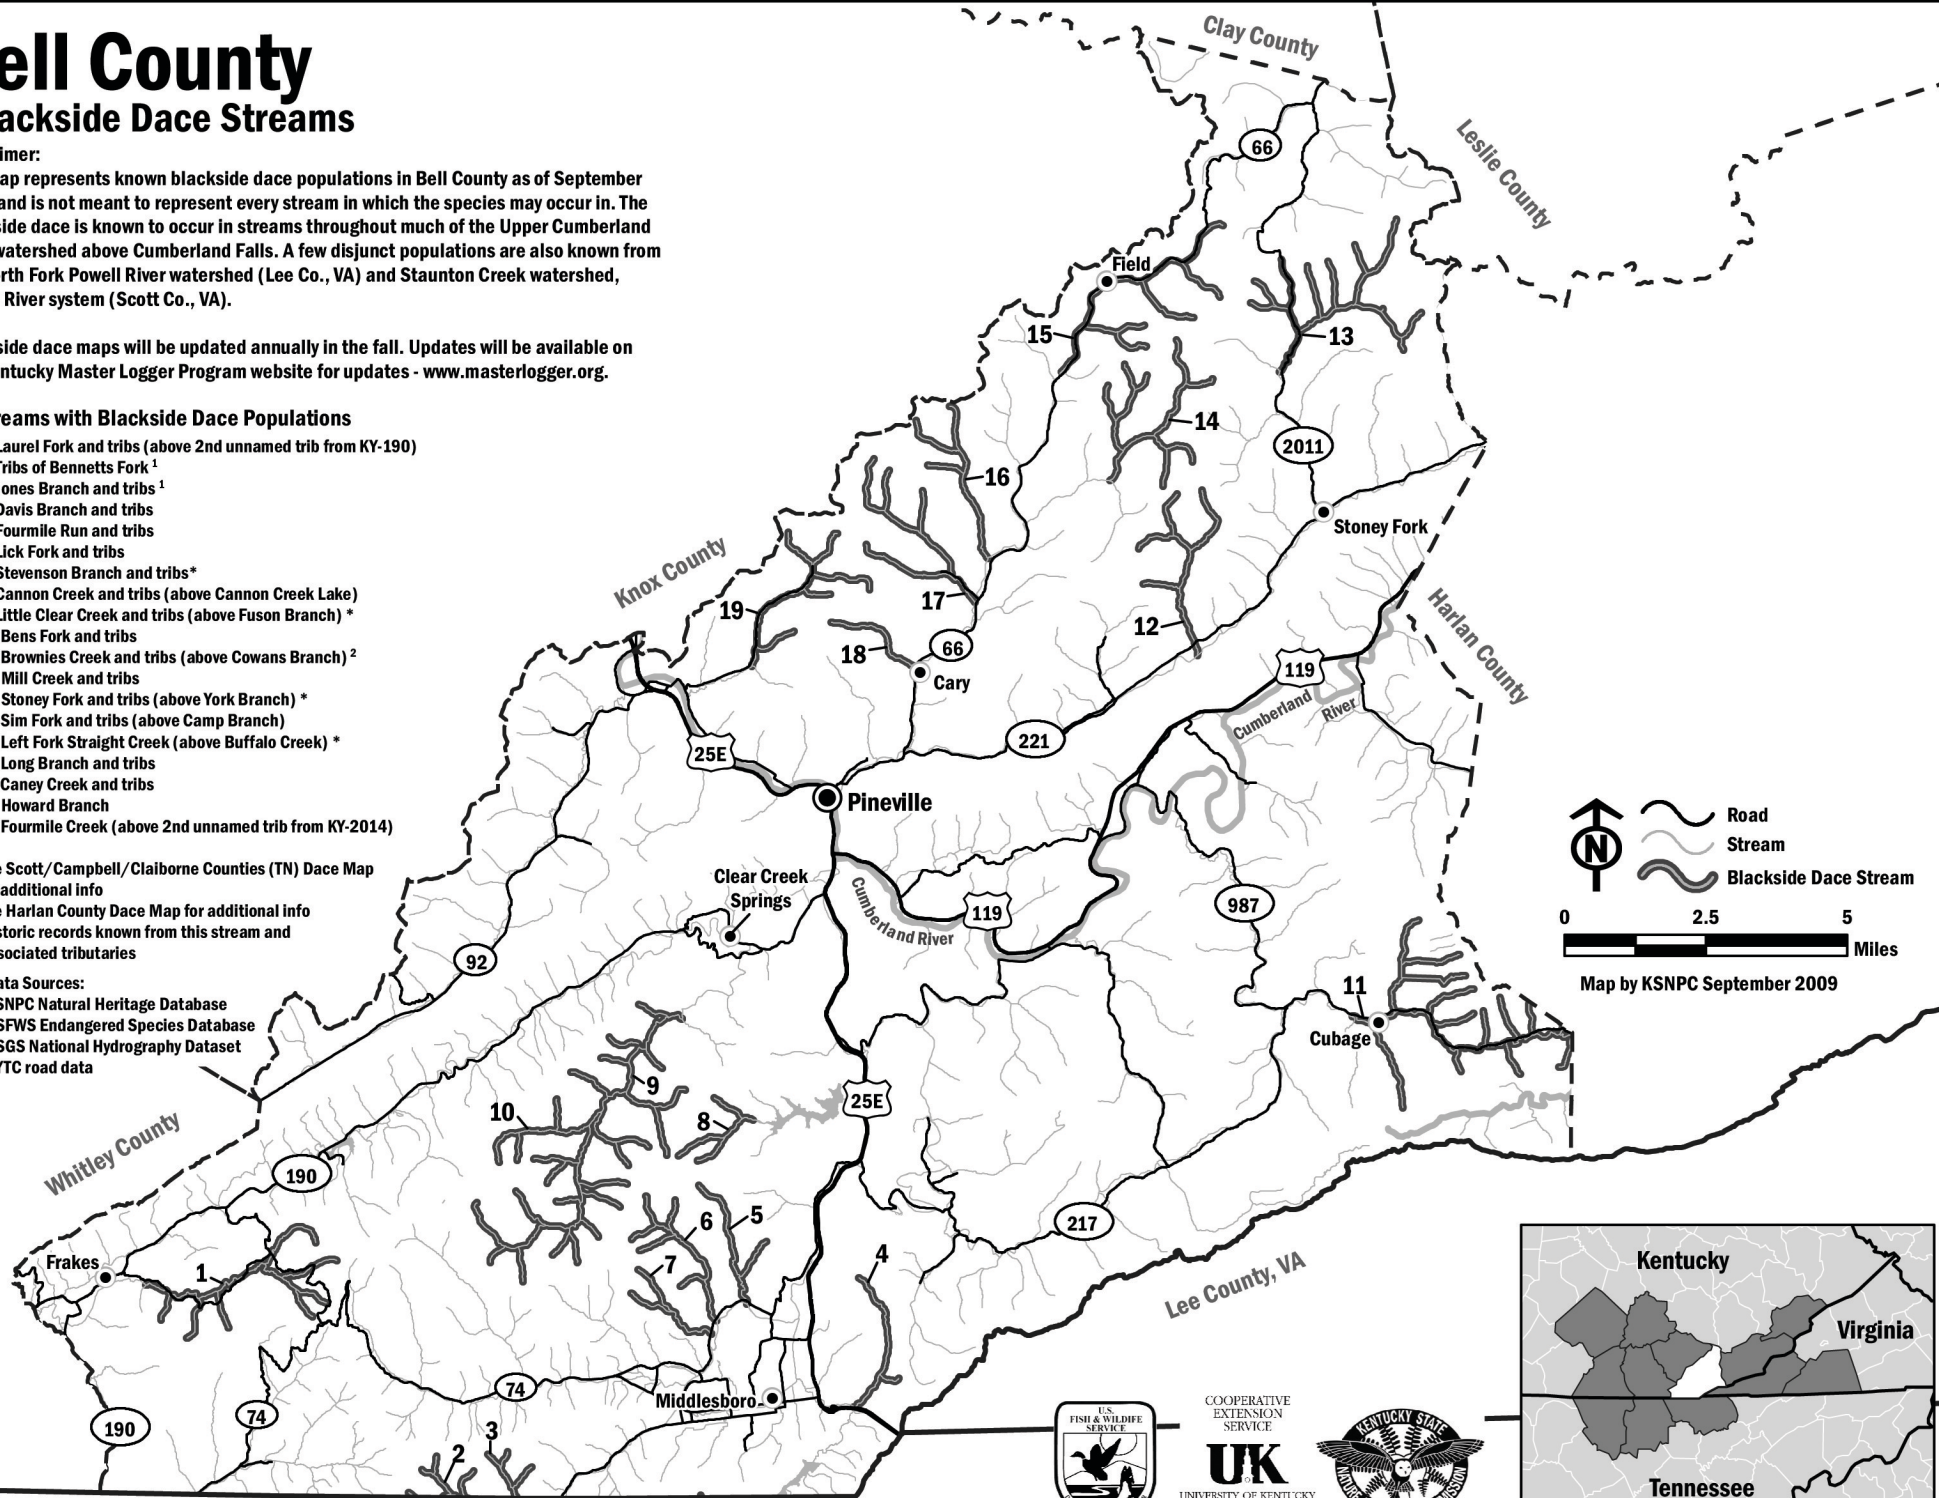 ell County
ackside Dace Streams
imer:
ap represents known blackside dace populations in Bell County as of September
and is not meant to represent every stream in which the species may occur in. The
side dace is known to occur in streams throughout much of the Upper Cumberland
watershed above Cumberland Falls. A few disjunct populations are also known from
rth Fork Powell River watershed (Lee Co., VA) and Staunton Creek watershed,
River system (Scott Co., VA).
side dace maps will be updated annually in the fall. Updates will be available on
ntucky Master Logger Program website for updates - www.masterlogger.org.
reams with Blackside Dace Populations
Laurel Fork and tribs (above 2nd unnamed trib from KY-190)
Tribs of Bennetts Fork 1
ones Branch and tribs 1
Davis Branch and tribs
Fourmile Run and tribs
Lick Fork and tribs
Stevenson Branch and tribs*
Cannon Creek and tribs (above Cannon Creek Lake)
Little Clear Creek and tribs (above Fuson Branch) *
Bens Fork and tribs
Brownies Creek and tribs (above Cowans Branch) 2
Mill Creek and tribs
Stoney Fork and tribs (above York Branch) *
Sim Fork and tribs (above Camp Branch)
Left Fork Straight Creek (above Buffalo Creek) *
Long Branch and tribs
Caney Creek and tribs
Howard Branch
Fourmile Creek (above 2nd unnamed trib from KY-2014)
e Scott/Campbell/Claiborne Counties (TN) Dace Map
additional info
e Harlan County Dace Map for additional info
storic records known from this stream and
sociated tributaries
ata Sources:
SNPC Natural Heritage Database
SFWS Endangered Species Database
SGS National Hydrography Dataset
YTC road data
Clay County
Leslie County
66
Field
15
13
14
2011
16
Stoney Fork
Knox County
Harlan County
19
17
12
18
66
Cary
119
Cumberland
River
221
25E
Pineville
Clear Creek
Springs
Cumberland River
119
987
92
11
Cubage
Road
Stream
Blackside Dace Stream
N
0
2.5
5
Miles
Map by KSNPC September 2009
9
10
8
25E
Whitley County
190
6
5
7
4
217
Lee County, VA
Frakes
1
74
Middlesboro
190
74
3
2
U.S.
FISH & WILDLIFE
SERVICE
COOPERATIVE
EXTENSION
SERVICE
UK
UNIVERSITY OF KENTUCKY
KENTUCKY STATE
Kentucky
Virginia
Tennessee